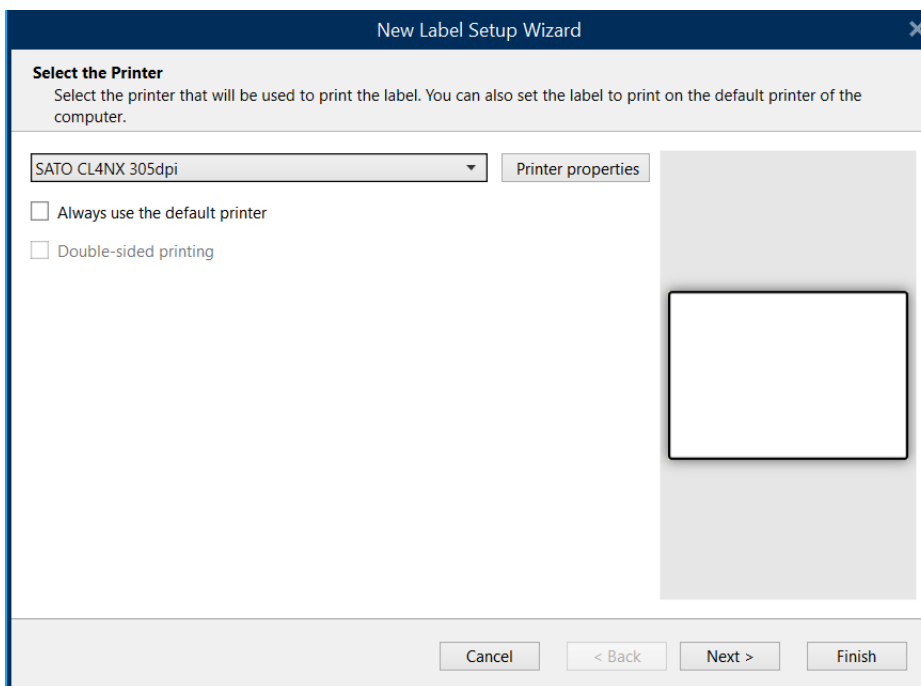 New Label Setup Wizard
Select the Printer
Select the printer that will be used to print the label. You can also set the label to print on the default printer of the
computer.
SATO CL4NX 305dpi
Printer properties
Always use the default printer
Double-sided printing
Cancel
< Back
Next >
Finish